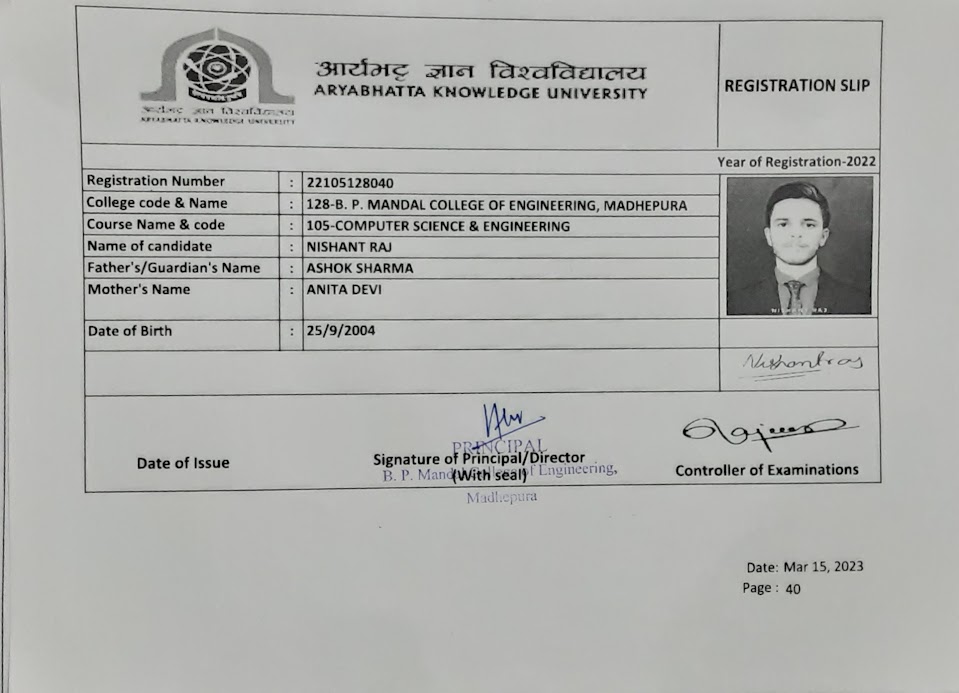 आर्यभट्ट ज्ञान विश्वविद्यालय
ARYABHATTA KNOWLEDGE UNIVERSITY
आर्यभट्ट ज्ञान विश्वविद्यालय
ARYABHATTA KNOWLEDGE UNIVERSITY
REGISTRATION SLIP
Year of Registration-2022
Registration Number : 22105128040
College code & Name : 128-B. P. MANDAL COLLEGE OF ENGINEERING, MADHEPURA
Course Name & code : 105-COMPUTER SCIENCE & ENGINEERING
Name of candidate : NISHANT RAJ
Father's/Guardian's Name : ASHOK SHARMA
Mother's Name : ANITA DEVI
NISHANT RAJ
Date of Birth : 25/9/2004
Nishant raj
PRINCIPAL
Date of Issue
Signature of Principal/Director
(With seal)
B. P. Mandal College of Engineering,
Madhepura
Controller of Examinations
Date: Mar 15, 2023
Page : 40